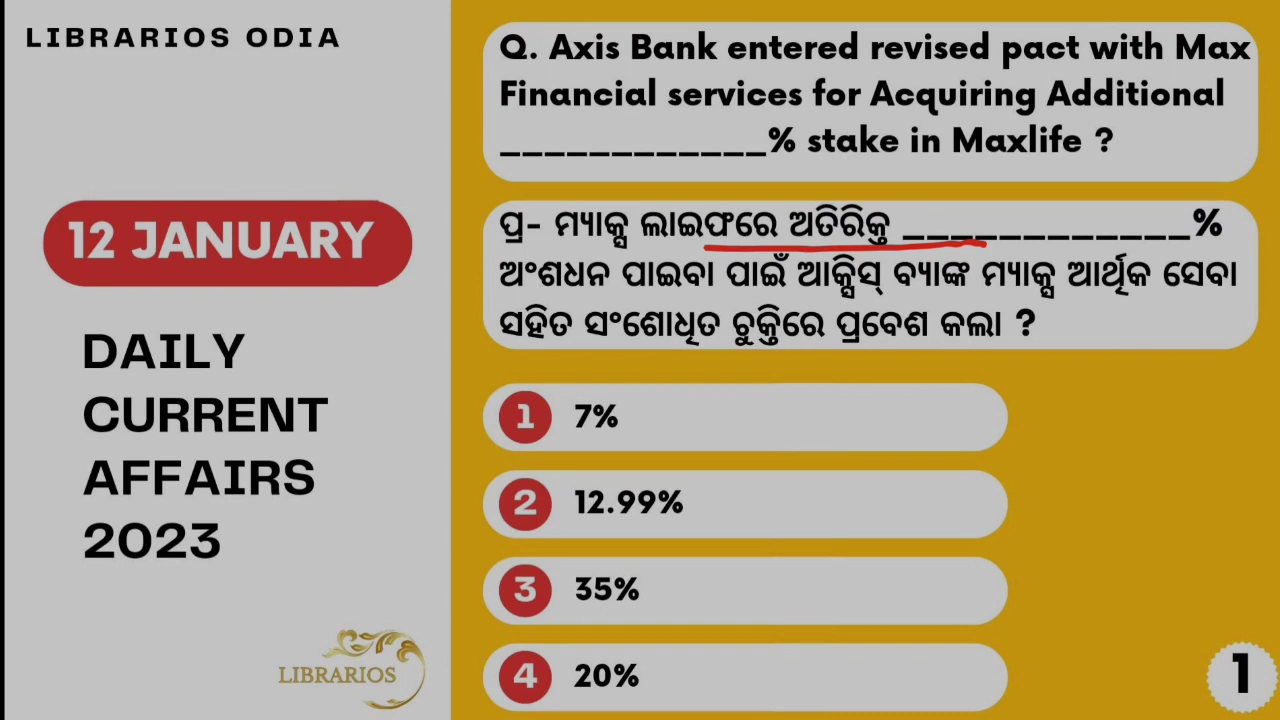 LIBRARIOS ODIA
12 JANUARY
DAILY
CURRENT
AFFAIRS
2023
LIBRARIOS
Q. Axis Bank entered revised pact with Max
Financial services for Acquiring Additional
____________% stake in Maxlife ?
ପ୍ର- ମ୍ୟାକ୍ସ ଲାଇଫରେ ଅତିରିକ୍ତ ____________%
ଅଂଶଧନ ପାଇବା ପାଇଁ ଆକ୍ସିସ୍ ବ୍ୟାଙ୍କ ମ୍ୟାକ୍ସ ଆର୍ଥିକ ସେବା
ସହିତ ସଂଶୋଧିତ ଚୁକ୍ତିରେ ପ୍ରବେଶ କଲା ?
1 7%
2 12.99%
3 35%
4 20%
1